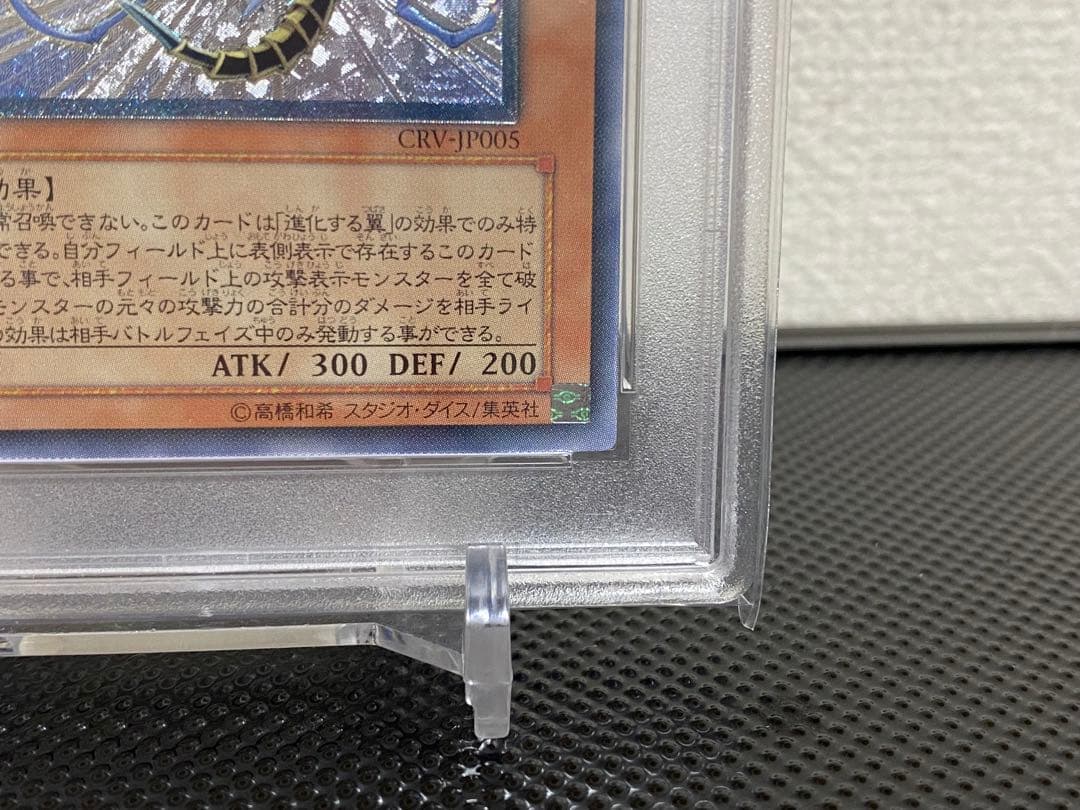 CRV-JP005
効果】
常召喚できない。このカードは「進化する翼」の効果でのみ特
できる。自分フィールド上に表側表示で存在するこのカード
る事で、相手フィールド上の攻撃表示モンスターを全て破
モンスターの元々の攻撃力の合計分のダメージを相手ライ
の効果は相手バトルフェイズ中のみ発動する事ができる。
ATK/ 300 DEF/ 200
©高橋和希 スタジオ・ダイス/集英社